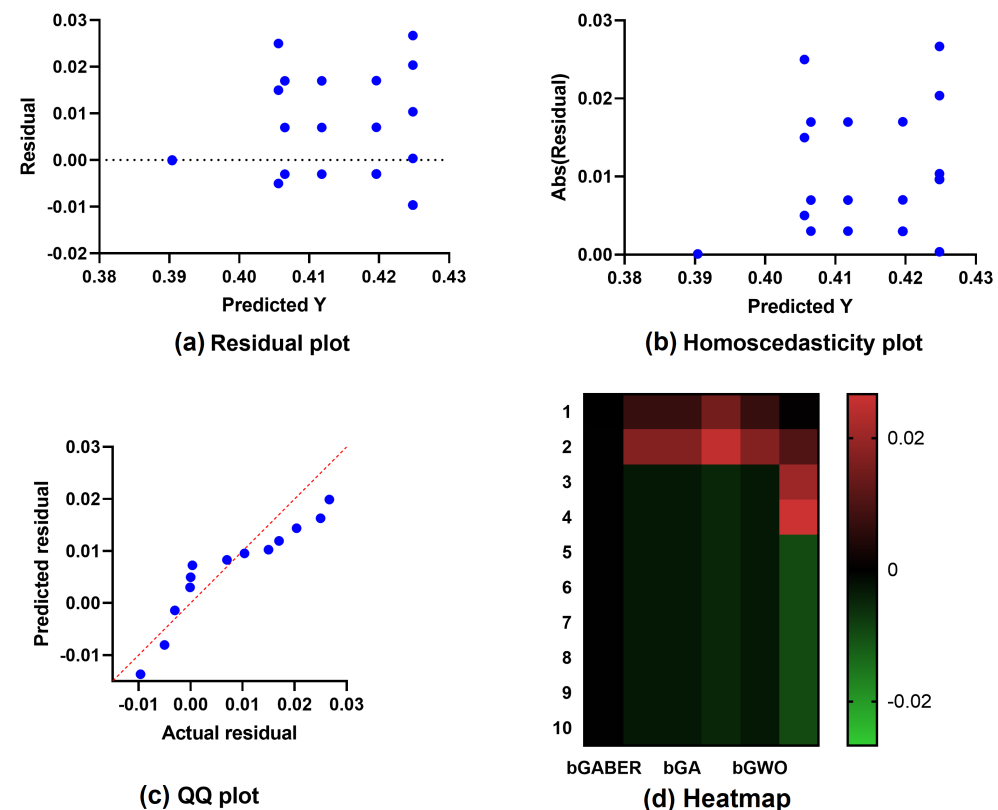 0.03
0.02
0.01
0.00
-0.01
-0.02
Residual
0.38 0.39 0.40 0.41 0.42 0.43
Predicted Y
(a) Residual plot
0.03
0.02
0.01
0.00
Abs(Residual)
0.38 0.39 0.40 0.41 0.42 0.43
Predicted Y
(b) Homoscedasticity plot
0.03
0.02
0.01
0.00
-0.01
Predicted residual
-0.01 0.00 0.01 0.02 0.03
Actual residual
(c) QQ plot
1
2
3
4
5
6
7
8
9
10
bGABER bGA bGWO
0.02
0
-0.02
(d) Heatmap